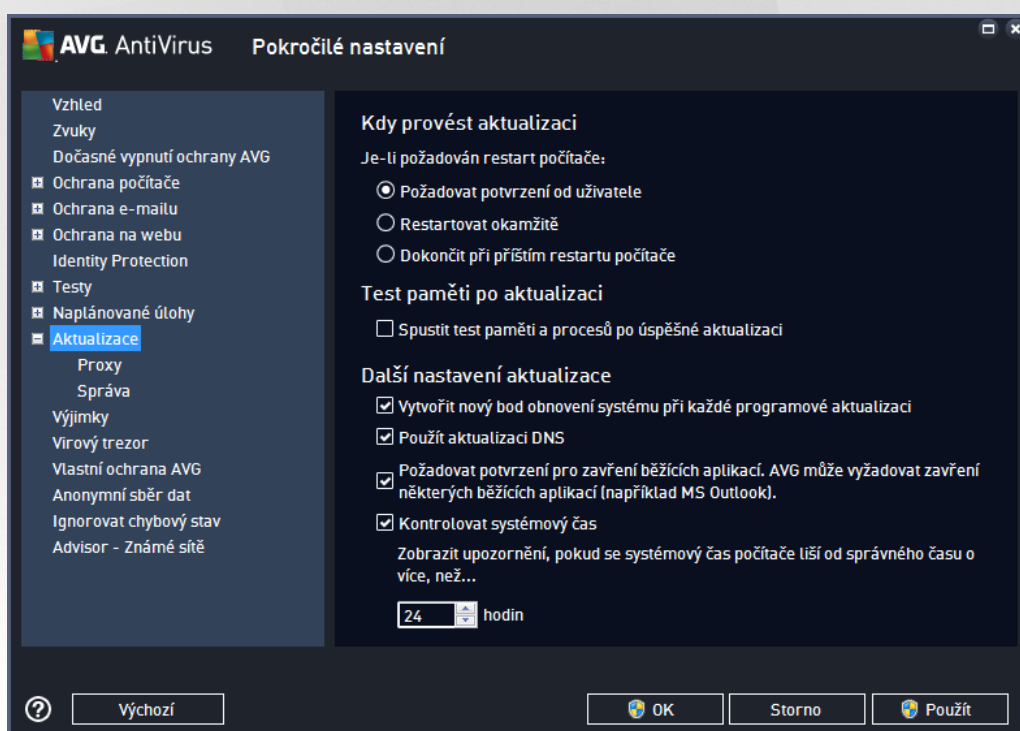 AVG. AntiVirus Pokročilé nastavení
Vzhled
Zvuky
Dočasné vypnutí ochrany AVG
Ochrana počítače
Ochrana e-mailu
Ochrana na webu
Identity Protection
Testy
Naplánované úlohy
Aktualizace
Proxy
Správa
Výjimky
Virový trezor
Vlastní ochrana AVG
Anonymní sběr dat
Ignorovat chybový stav
Advisor - Známé sítě
Kdy provést aktualizaci
Je-li požadován restart počítače:
Požadovat potvrzení od uživatele
Restartovat okamžitě
Dokončit při příštím restartu počítače
Test paměti po aktualizaci
Spustit test paměti a procesů po úspěšné aktualizaci
Další nastavení aktualizace
Vytvořit nový bod obnovení systému při každé programové aktualizaci
Použít aktualizaci DNS
Požadovat potvrzení pro zavření běžících aplikací. AVG může vyžadovat zavření
některých běžících aplikací (například MS Outlook).
Kontrolovat systémový čas
Zobrazit upozornění, pokud se systémový čas počítače liší od správného času o
více, než...
24 hodin
? Výchozí OK Storno Použít